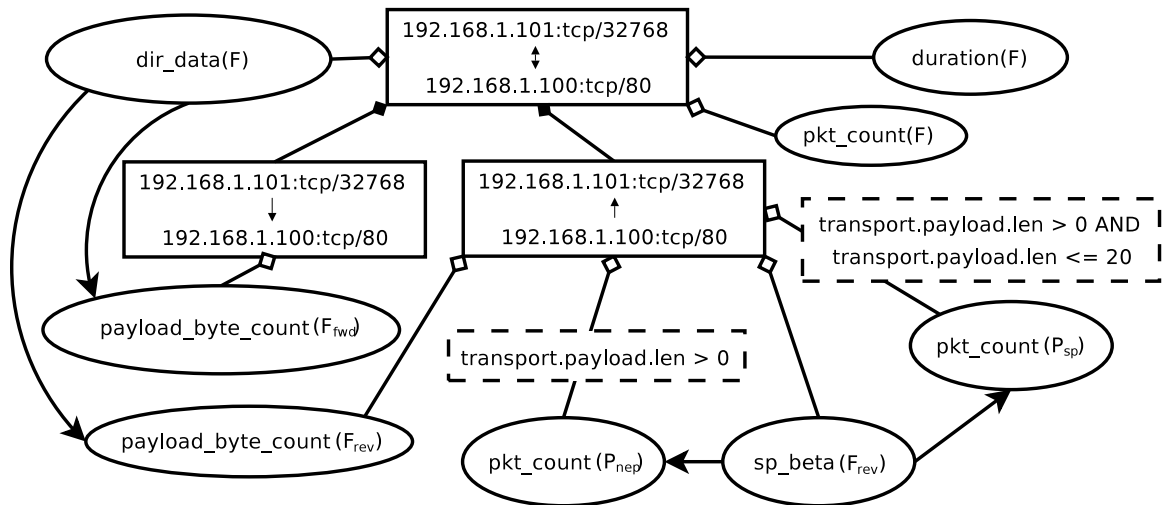 192.168.1.101:tcp/32768
↕
192.168.1.100:tcp/80
dir_data(F)
duration(F)
pkt_count(F)
192.168.1.101:tcp/32768
↓
192.168.1.100:tcp/80
192.168.1.101:tcp/32768
↑
192.168.1.100:tcp/80
transport.payload.len > 0 AND
transport.payload.len <= 20
payload_byte_count(Ffwd)
transport.payload.len > 0
pkt_count(Psp)
payload_byte_count(Frev)
pkt_count(Pnep)
sp_beta(Frev)